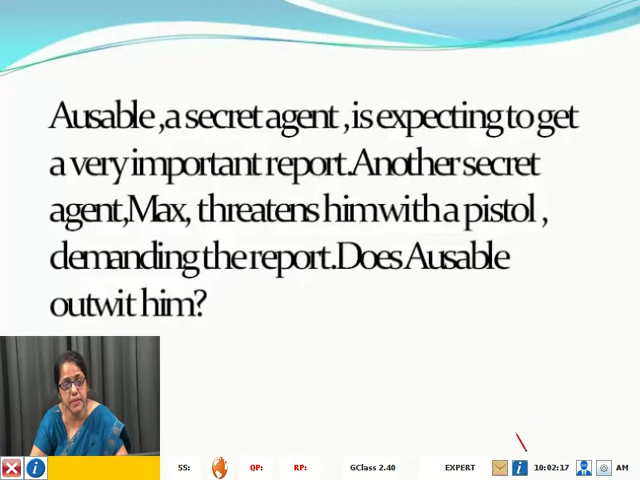 Ausable ,a secret agent , is expecting to get
a very important report.Another secret
agent,Max, threatens him with a pistol ,
demanding the report.Does Ausable
outwit him?
SS: QP: RP: GClass 2.40 EXPERT 10:02:17 AM